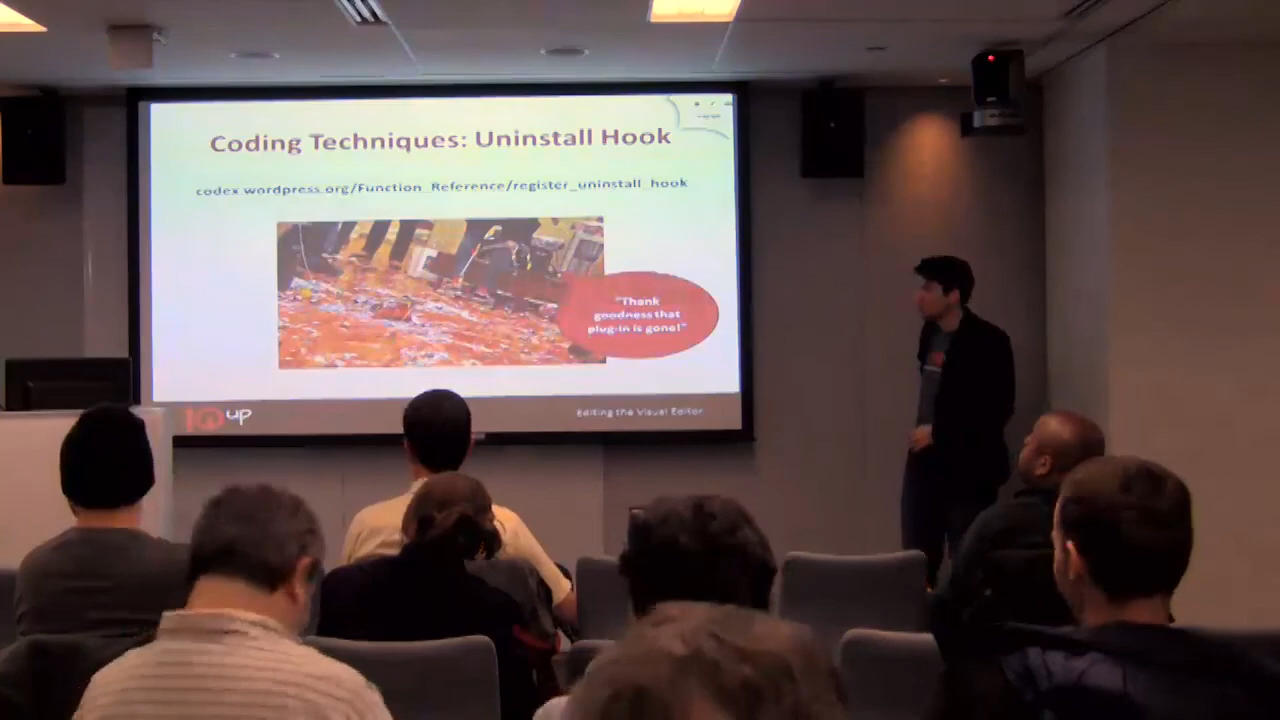 Coding Techniques: Uninstall Hook
codex.wordpress.org/Function_Reference/register_uninstall_hook
"Thank
goodness that
plug-in is gone!"
10up
Editing the Visual Editor